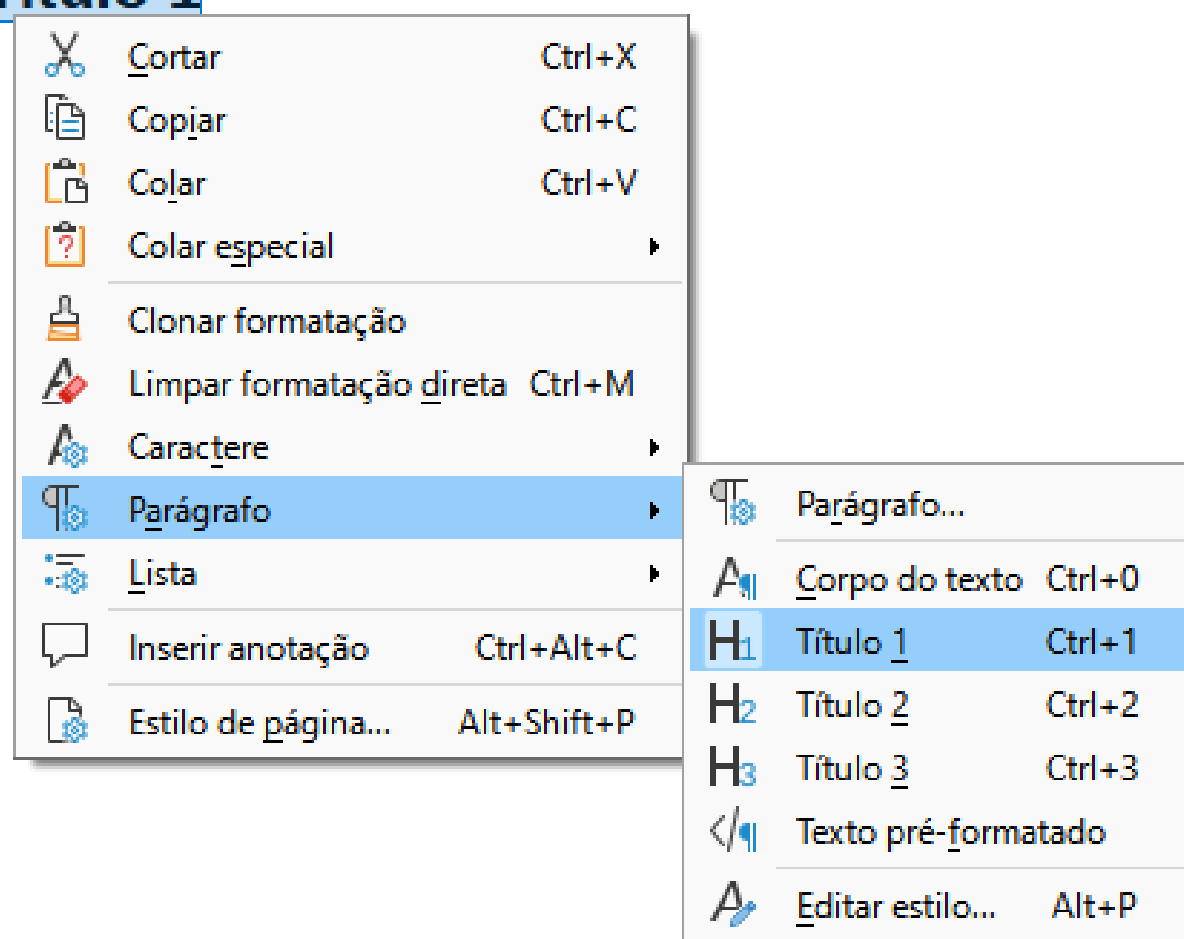 Título 1
Cortar Ctrl+X
Copiar Ctrl+C
Colar Ctrl+V
Colar especial
Clonar formatação
Limpar formatação direta Ctrl+M
Caractere
Parágrafo
Lista
Inserir anotação Ctrl+Alt+C
Estilo de página... Alt+Shift+P
Parágrafo...
Corpo do texto Ctrl+0
Título 1 Ctrl+1
Título 2 Ctrl+2
Título 3 Ctrl+3
Texto pré-formatado
Editar estilo... Alt+P